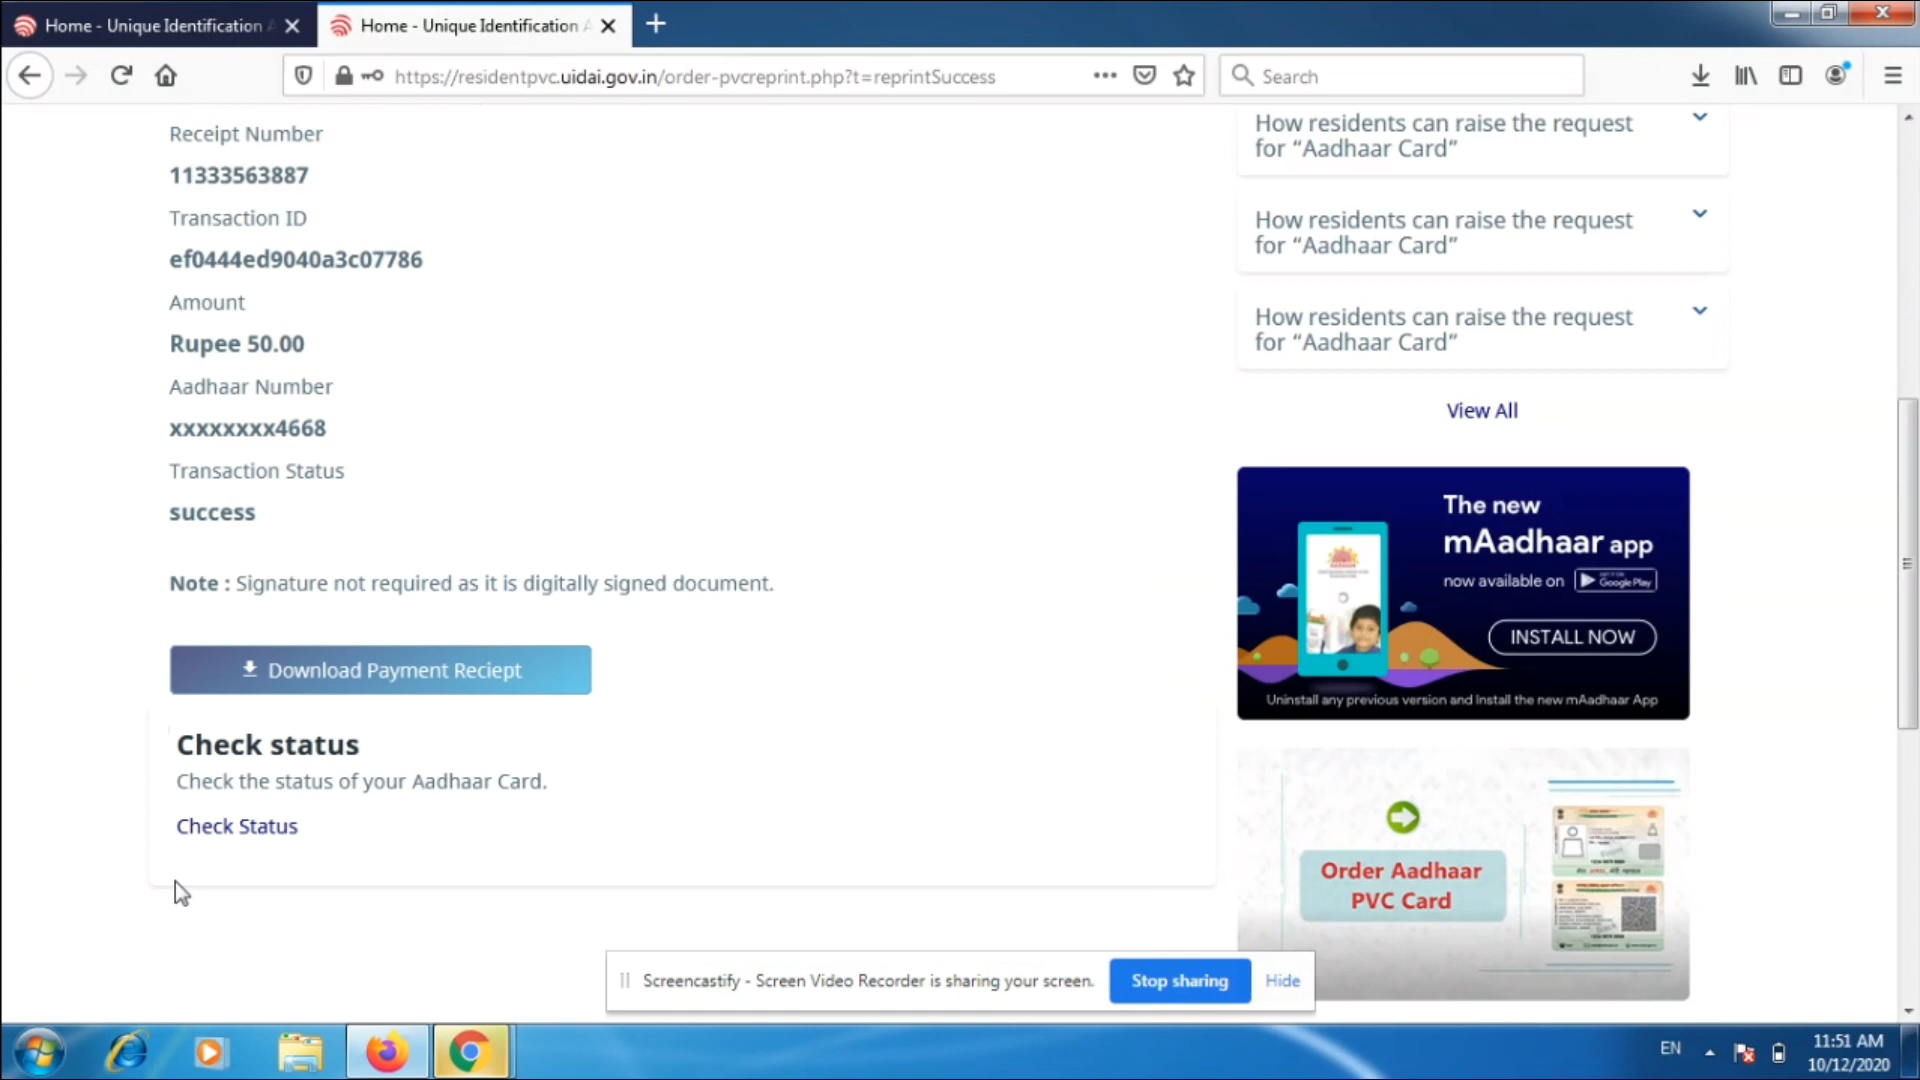 Home - Unique Identification A
Home - Unique Identification A
https://residentpvc.uidai.gov.in/order-pvcreprint.php?t=reprintSuccess
Search
Receipt Number
11333563887
Transaction ID
ef0444ed9040a3c07786
Amount
Rupee 50.00
Aadhaar Number
xxxxxxxx4668
Transaction Status
success
Note : Signature not required as it is digitally signed document.
Download Payment Reciept
Check status
Check the status of your Aadhaar Card.
Check Status
How residents can raise the request
for “Aadhaar Card”
How residents can raise the request
for “Aadhaar Card”
How residents can raise the request
for “Aadhaar Card”
View All
The new
mAadhaar app
now available on
Google Play
INSTALL NOW
Uninstall any previous version and Install the new mAadhaar App
Order Aadhaar
PVC Card
Screencastify - Screen Video Recorder is sharing your screen.
Stop sharing
Hide
EN
11:51 AM
10/12/2020